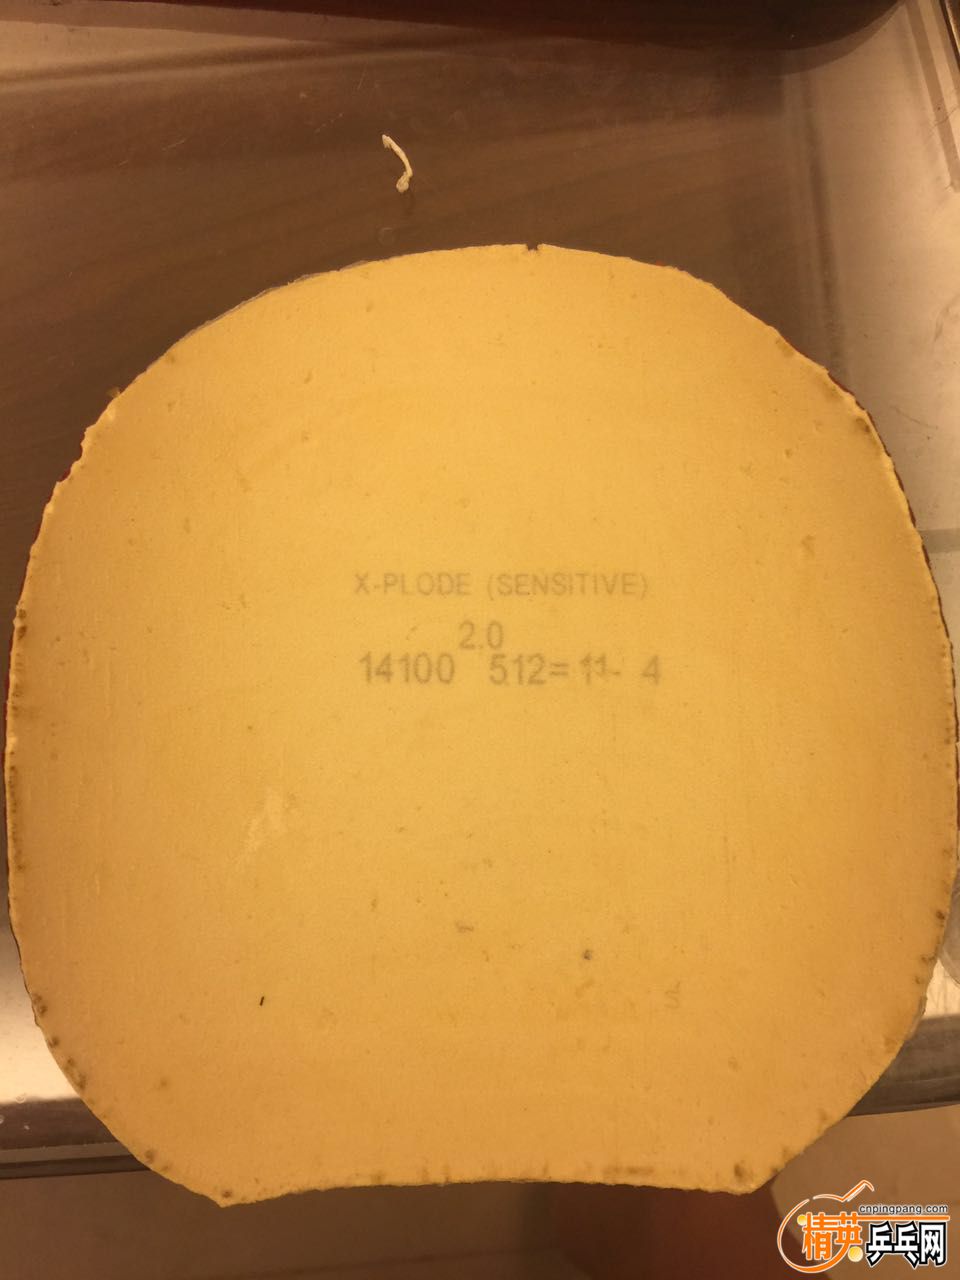 X-PLODE (SENSITIVE)
2.0
14100 512= 11- 4
cnpingpang.com
精英乒乓网